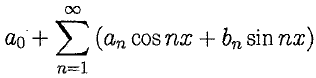 a_0 + \sum_{n=1}^{\infty} (a_n \cos nx + b_n \sin nx)